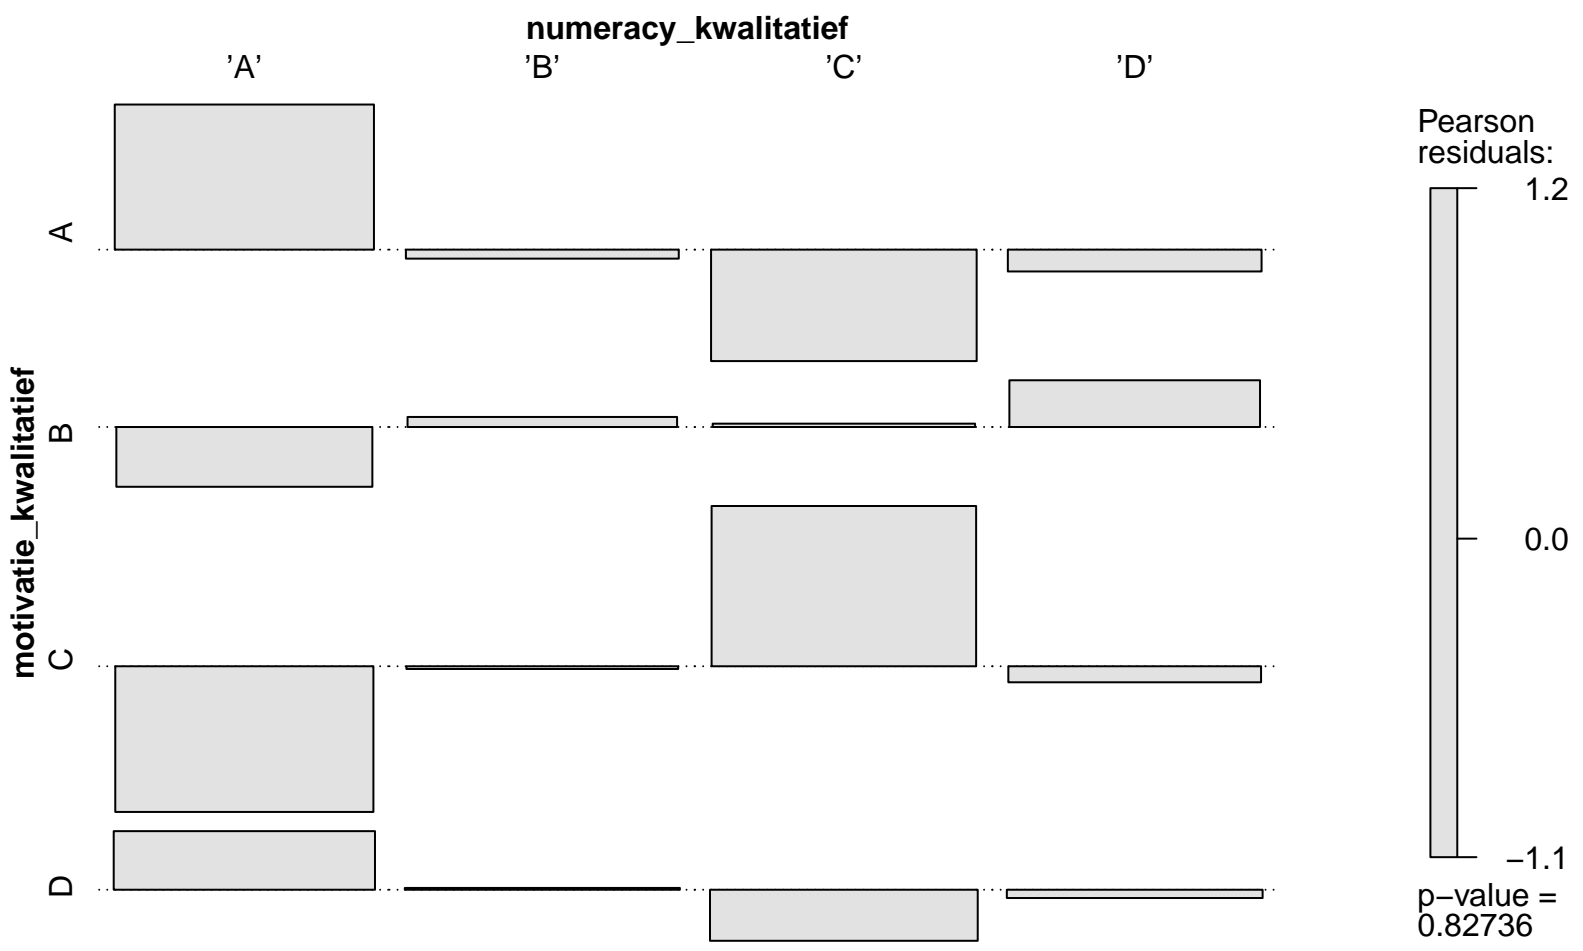 numeracy_kwalitatief
’A’ ’B’ ’C’ ’D’
motivatie_kwalitatief
A
B
C
D
Pearson
residuals:
1.2
0.0
−1.1
p−value =
0.82736